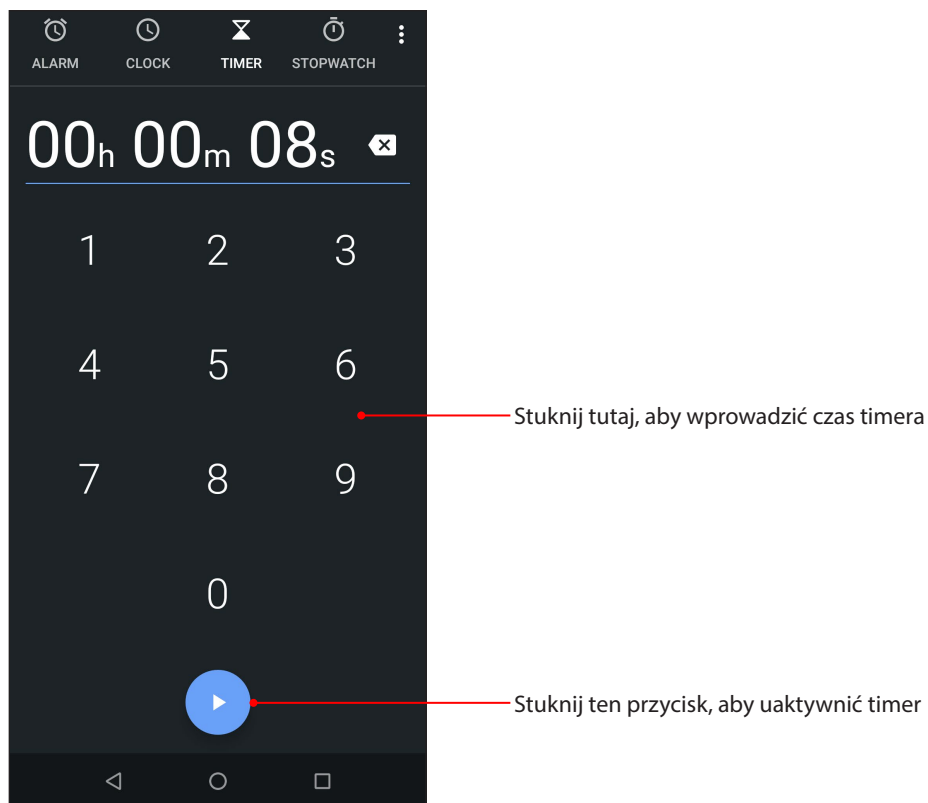 ALARM CLOCK TIMER STOPWATCH
00h 00m 08s
1 2 3
4 5 6
Stuknij tutaj, aby wprowadzić czas timera
7 8 9
0
Stuknij ten przycisk, aby uaktywnić timer